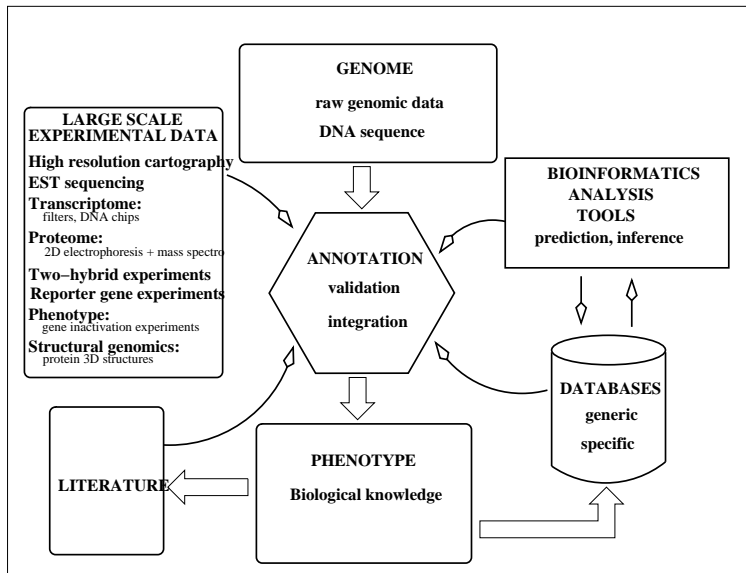 GENOME
raw genomic data
DNA sequence
LARGE SCALE
EXPERIMENTAL DATA
High resolution cartography
EST sequencing
Transcriptome:
filters, DNA chips
Proteome:
2D electrophoresis + mass spectro
Two−hybrid experiments
Reporter gene experiments
Phenotype:
gene inactivation experiments
Structural genomics:
protein 3D structures
BIOINFORMATICS
ANALYSIS
TOOLS
prediction, inference
ANNOTATION
validation
integration
DATABASES
generic
specific
LITERATURE
PHENOTYPE
Biological knowledge